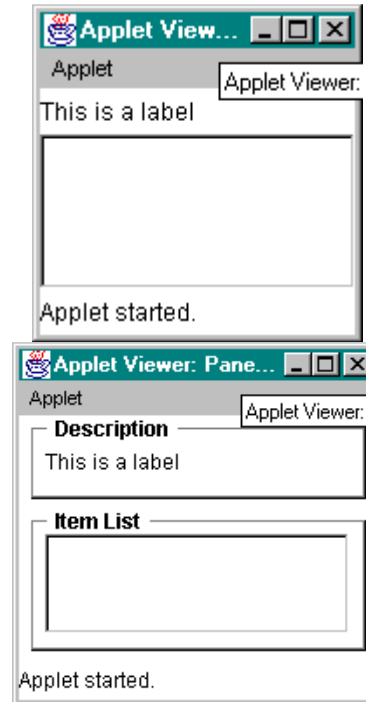 Applet View...
Applet
Applet Viewer:
This is a label
Applet started.
Applet Viewer: Pane...
Applet
Applet Viewer:
Description
This is a label
Item List
Applet started.